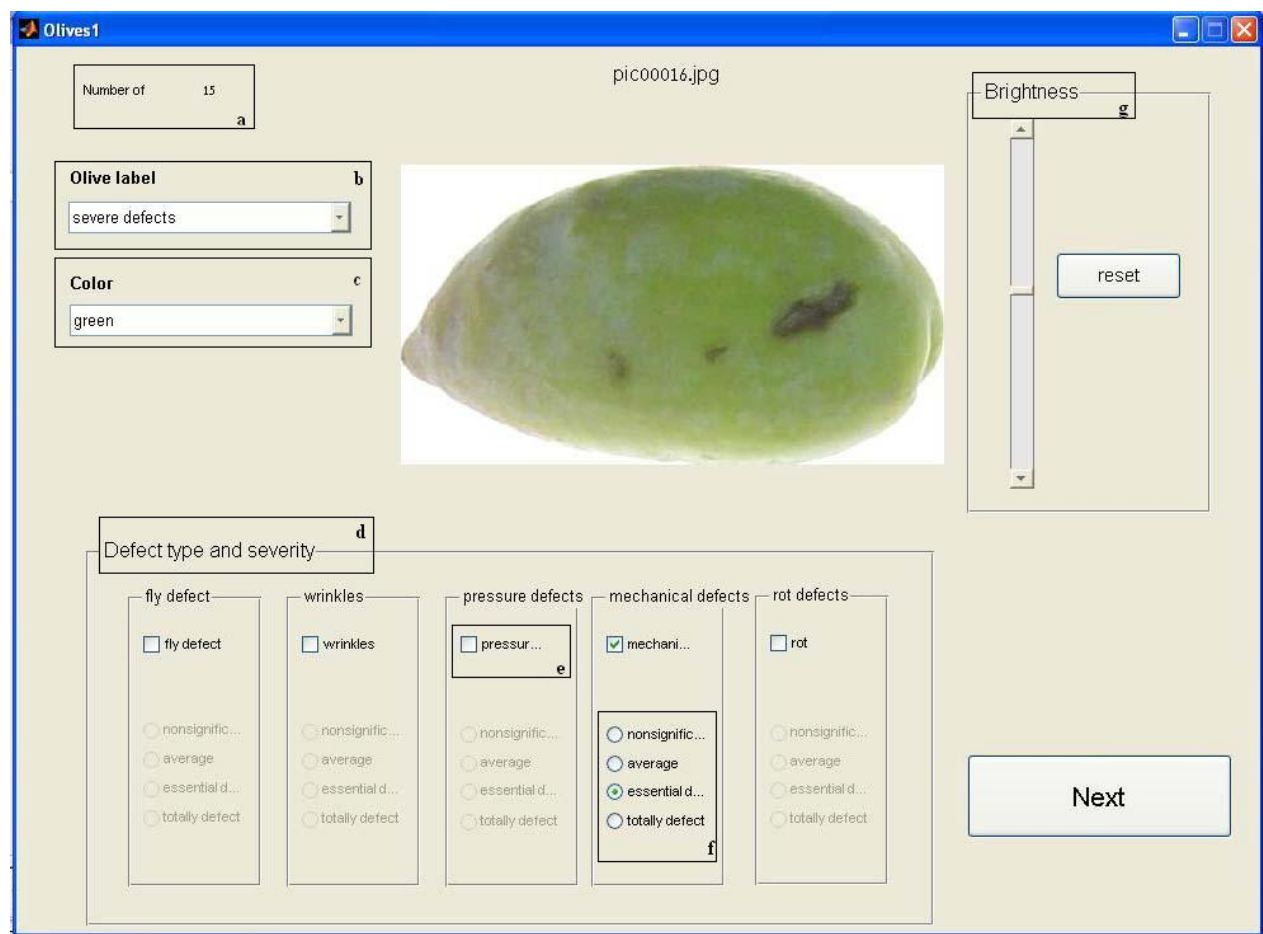 Olives1
pic00016.jpg
Number of 15
a
Brightness
g
Olive label b
severe defects
Color c
green
reset
d
Defect type and severity
fly defect wrinkles pressure defects mechanical defects rot defects
fly defect wrinkles pressur... mechani... rot
e
nonsignific... nonsignific... nonsignific... nonsignific... nonsignific...
average average average average average
essential d... essential d... essential d... essential d... essential d...
totally defect totally defect totally defect totally defect totally defect
f
Next